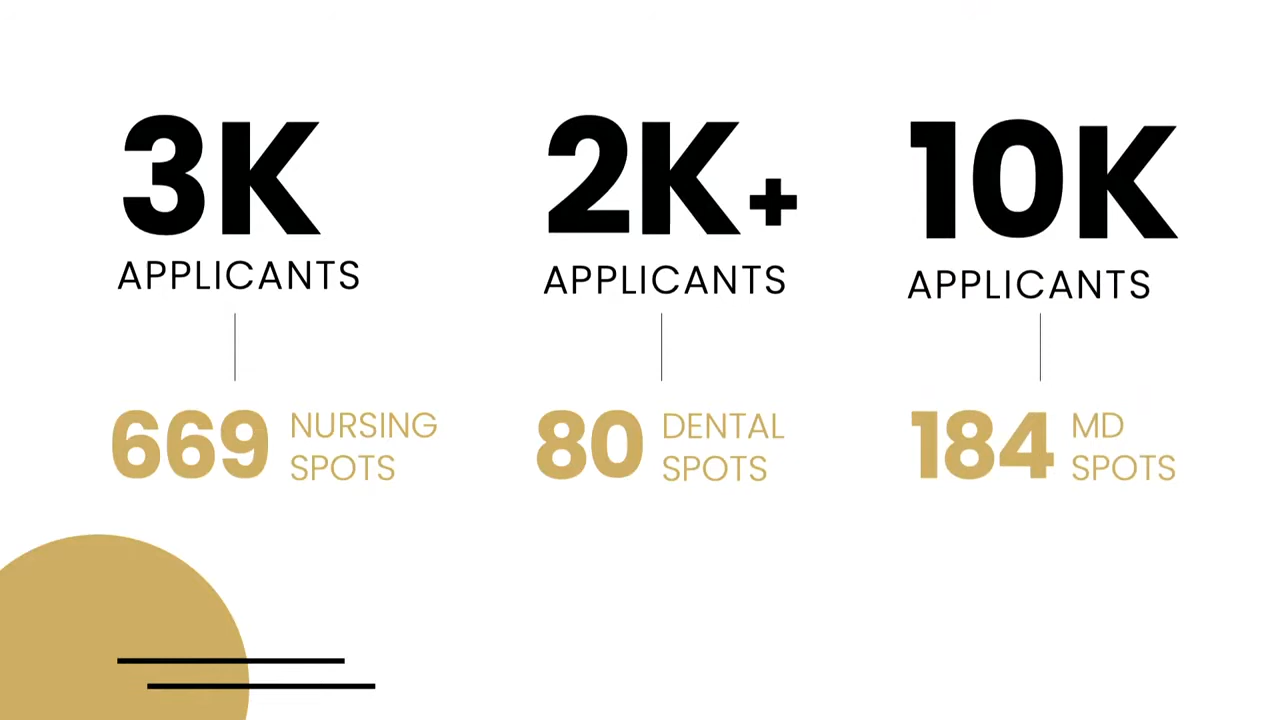 3K
APPLICANTS
669 NURSING
SPOTS
2K+
APPLICANTS
80 DENTAL
SPOTS
10K
APPLICANTS
184 MD
SPOTS